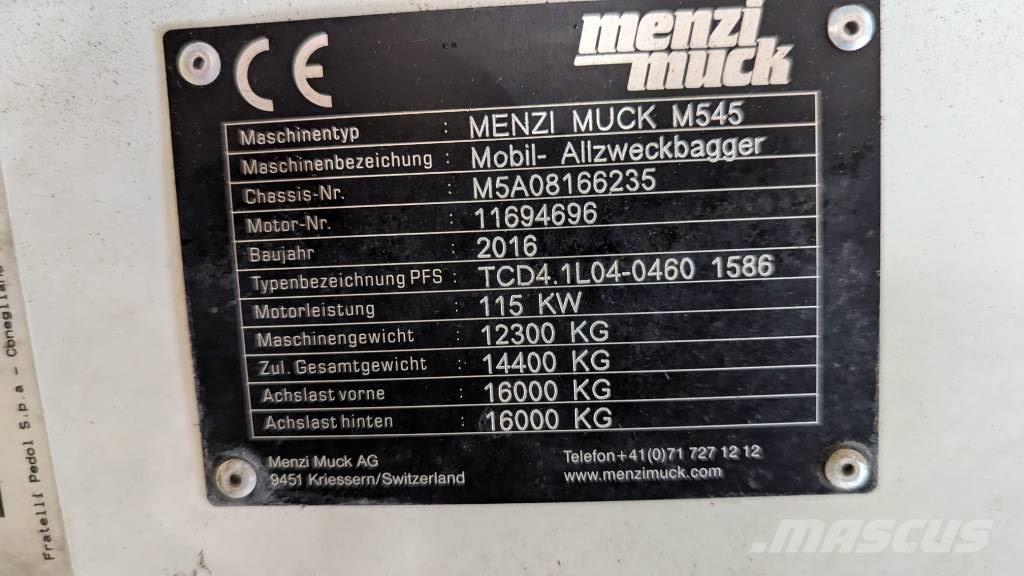 CE
menzi
muck
Maschinentyp : MENZI MUCK M545
Maschinenbezeichung : Mobil- Allzweckbagger
Chassis-Nr. : M5A08166235
Motor-Nr. : 11694696
Baujahr : 2016
Typenbezeichnung PFS : TCD4.1L04-0460 1586
Motorleistung : 115 KW
Maschinengewicht : 12300 KG
Zul. Gesamtgewicht : 14400 KG
Achslast vorne : 16000 KG
Achslast hinten : 16000 KG
Menzi Muck AG
9451 Kriessern/Switzerland
Telefon +41(0)71 727 12 12
www.menzimuck.com
Fratelli Pedol S.p.a - Conegliano
MASCUS